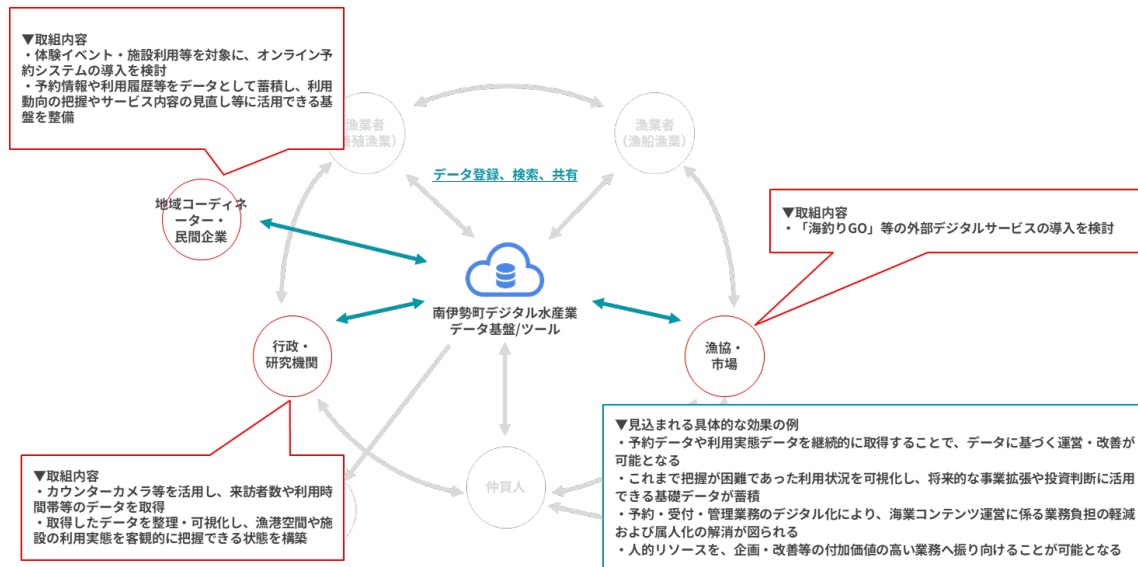 ▼取組内容
・体験イベント・施設利用等を対象に、オンライン予
約システムの導入を検討
・予約情報や利用履歴等をデータとして蓄積し、利用
動向の把握やサービス内容の見直し等に活用できる基
盤を整備
漁業者
殖漁業）
漁業者
（漁船漁業）
データ登録、検索、共有
地域コーディネ
ーター・
民間企業
▼取組内容
・「海釣りGO」等の外部デジタルサービスの導入を検討
南伊勢町デジタル水産業
データ基盤/ツール
行政・
研究機関
漁協・
市場
▼見込まれる具体的な効果の例
・予約データや利用実態データを継続的に取得することで、データに基づく運営・改善が
可能となる
・これまで把握が困難であった利用状況を可視化し、将来的な事業拡張や投資判断に活用
できる基礎データが蓄積
・予約・受付・管理業務のデジタル化により、海業コンテンツ運営に係る業務負担の軽減
および属人化の解消が図られる
・人的リソースを、企画・改善等の付加価値の高い業務へ振り向けることが可能となる
▼取組内容
・カウンターカメラ等を活用し、来訪者数や利用時
間帯等のデータを取得
・取得したデータを整理・可視化し、漁港空間や施
設の利用実態を客観的に把握できる状態を構築
仲買人